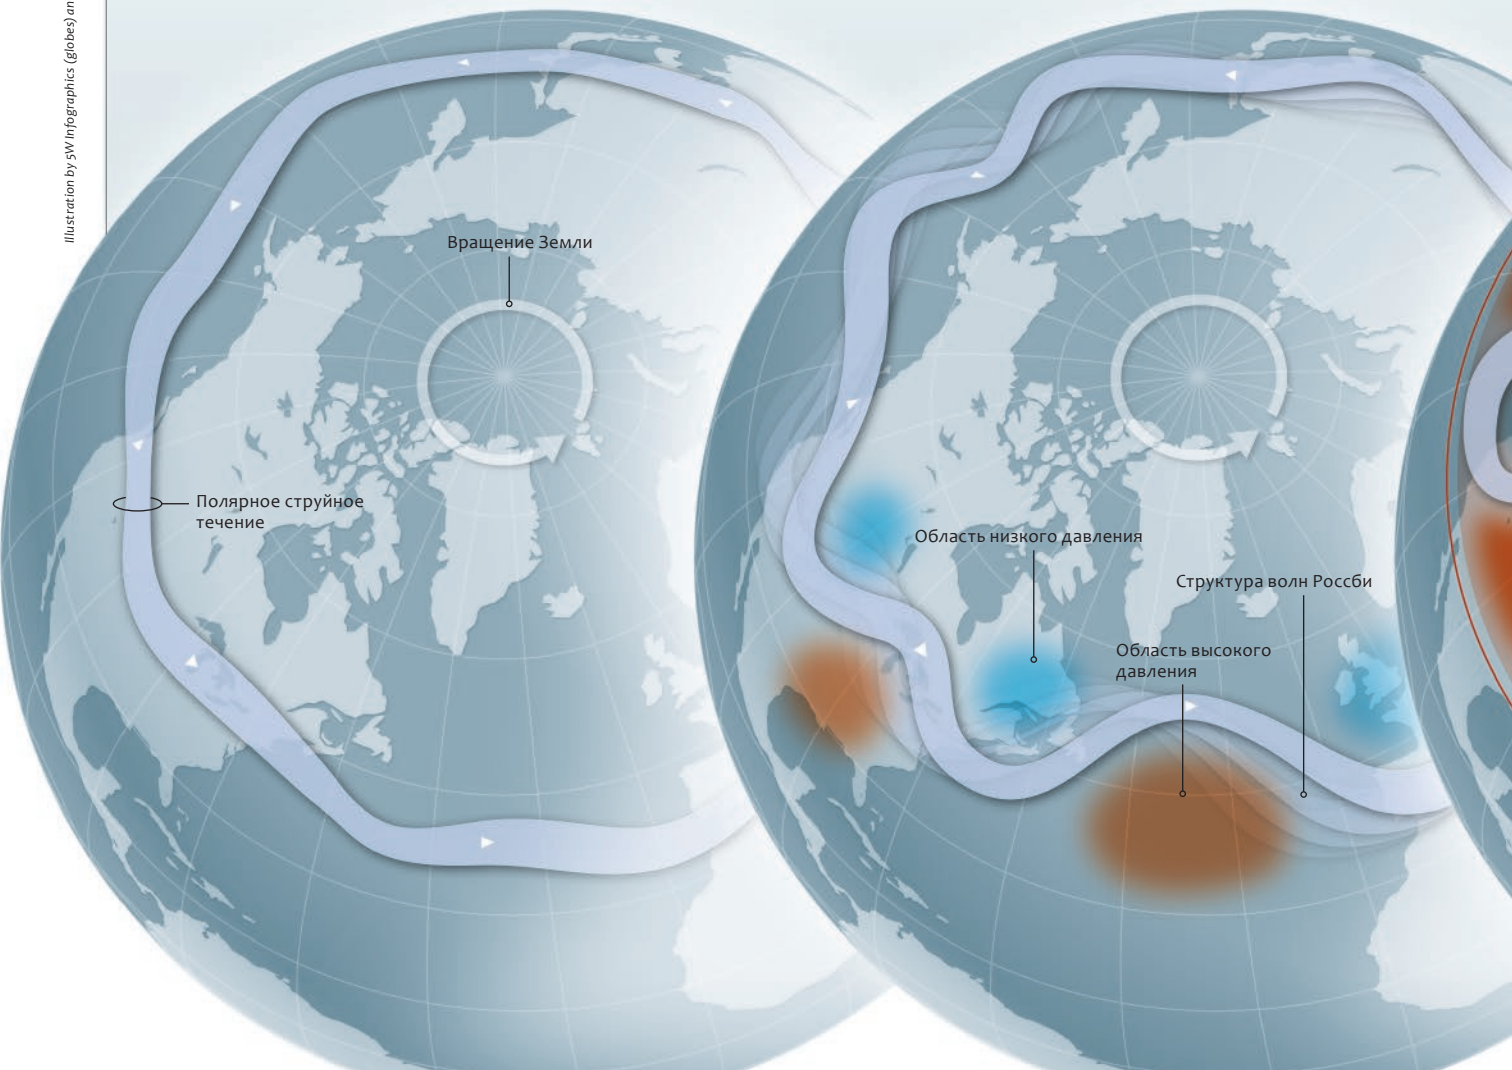 Illustration by 5W Infographics (globes) an
Вращение Земли
Полярное струйное
течение
Область низкого давления
Структура волн Россби
Область высокого
давления